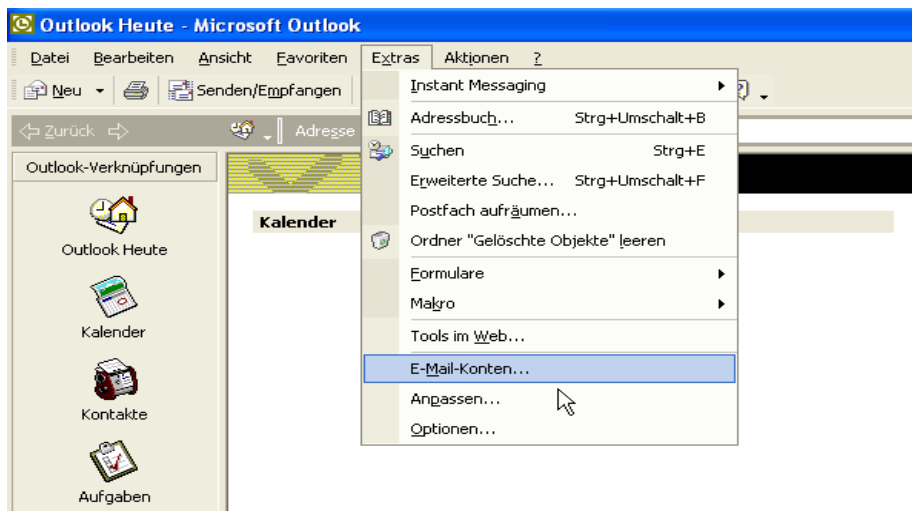 Outlook Heute - Microsoft Outlook
Datei Bearbeiten Ansicht Favoriten Extras Aktionen ?
Neu Senden/Empfangen
Zurück Adresse
Outlook-Verknüpfungen
Outlook Heute
Kalender
Kontakte
Aufgaben
Kalender
Instant Messaging
Adressbuch... Strg+Umschalt+B
Suchen Strg+E
Erweiterte Suche... Strg+Umschalt+F
Postfach aufräumen...
Ordner "Gelöschte Objekte" leeren
Formulare
Makro
Tools im Web...
E-Mail-Konten...
Anpassen...
Optionen...